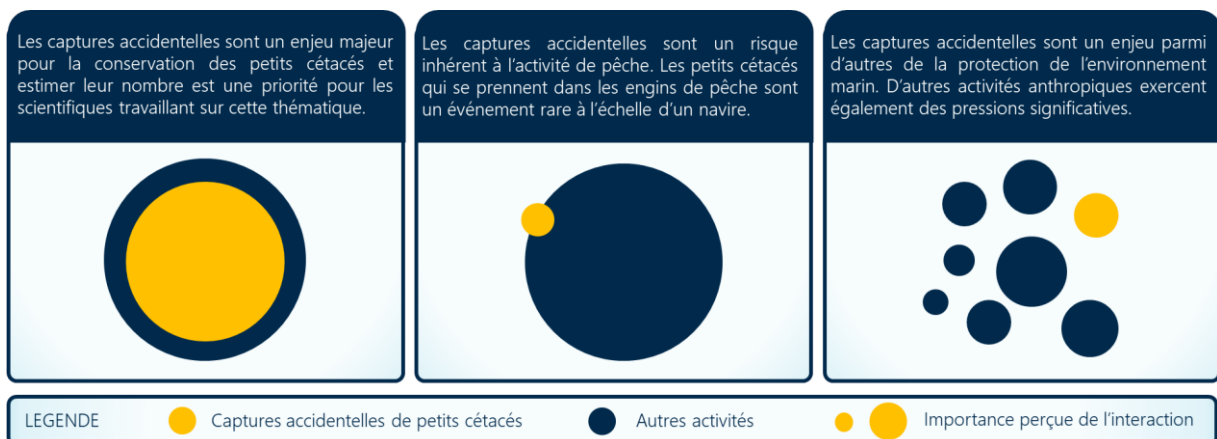 Les captures accidentelles sont un enjeu majeur
pour la conservation des petits cétacés et
estimer leur nombre est une priorité pour les
scientifiques travaillant sur cette thématique.
Les captures accidentelles sont un risque
inhérent à l'activité de pêche. Les petits cétacés
qui se prennent dans les engins de pêche sont
un événement rare à l'échelle d'un navire.
Les captures accidentelles sont un enjeu parmi
d'autres de la protection de l'environnement
marin. D'autres activités anthropiques exercent
également des pressions significatives.
LEGENDE
Captures accidentelles de petits cétacés
Autres activités
Importance perçue de l'interaction